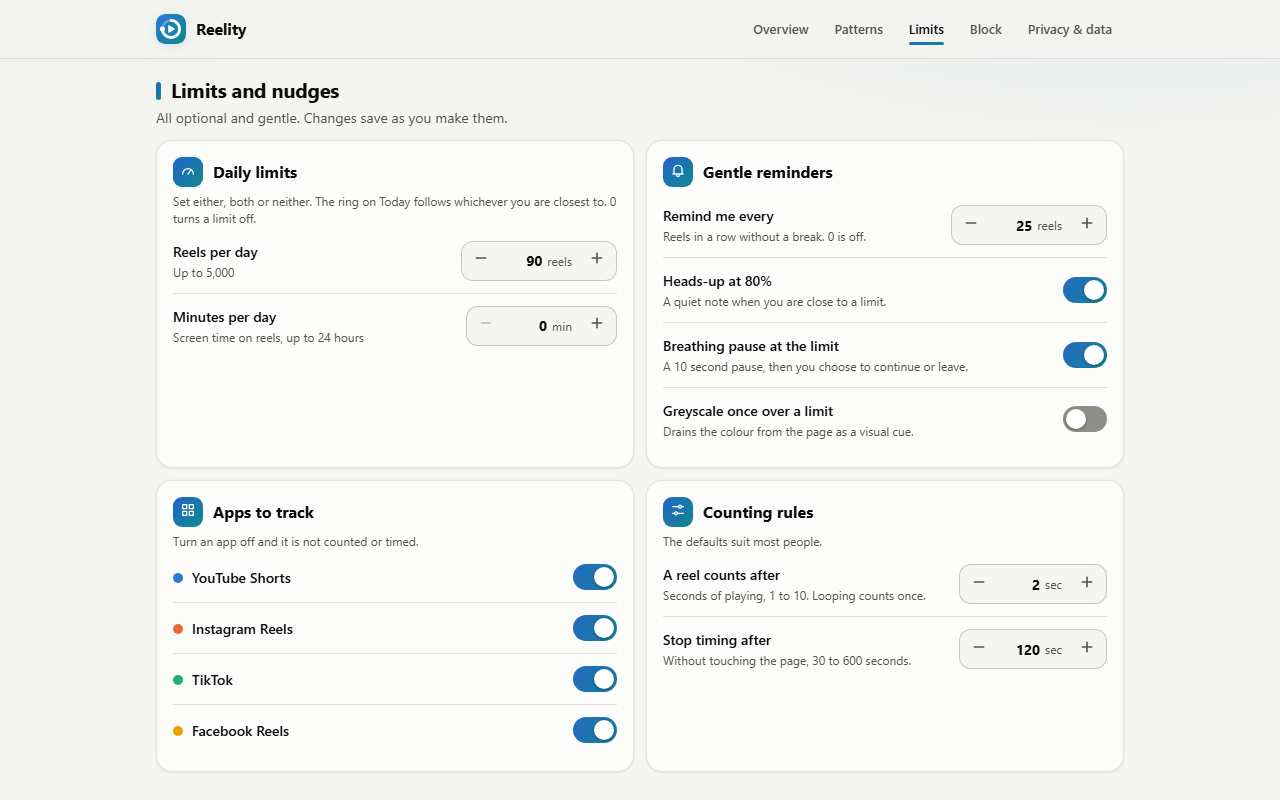 Reelity
Overview
Patterns
Limits
Block
Privacy & data
Limits and nudges
All optional and gentle. Changes save as you make them.
Daily limits
Set either, both or neither. The ring on Today follows whichever you are closest to. 0
turns a limit off.
Reels per day
Up to 5,000
− 90 reels +
Minutes per day
Screen time on reels, up to 24 hours
− 0 min +
Gentle reminders
Remind me every
Reels in a row without a break. 0 is off.
− 25 reels +
Heads-up at 80%
A quiet note when you are close to a limit.
Breathing pause at the limit
A 10 second pause, then you choose to continue or leave.
Greyscale once over a limit
Drains the colour from the page as a visual cue.
Apps to track
Turn an app off and it is not counted or timed.
YouTube Shorts
Instagram Reels
TikTok
Facebook Reels
Counting rules
The defaults suit most people.
A reel counts after
Seconds of playing, 1 to 10. Looping counts once.
− 2 sec +
Stop timing after
Without touching the page, 30 to 600 seconds.
− 120 sec +